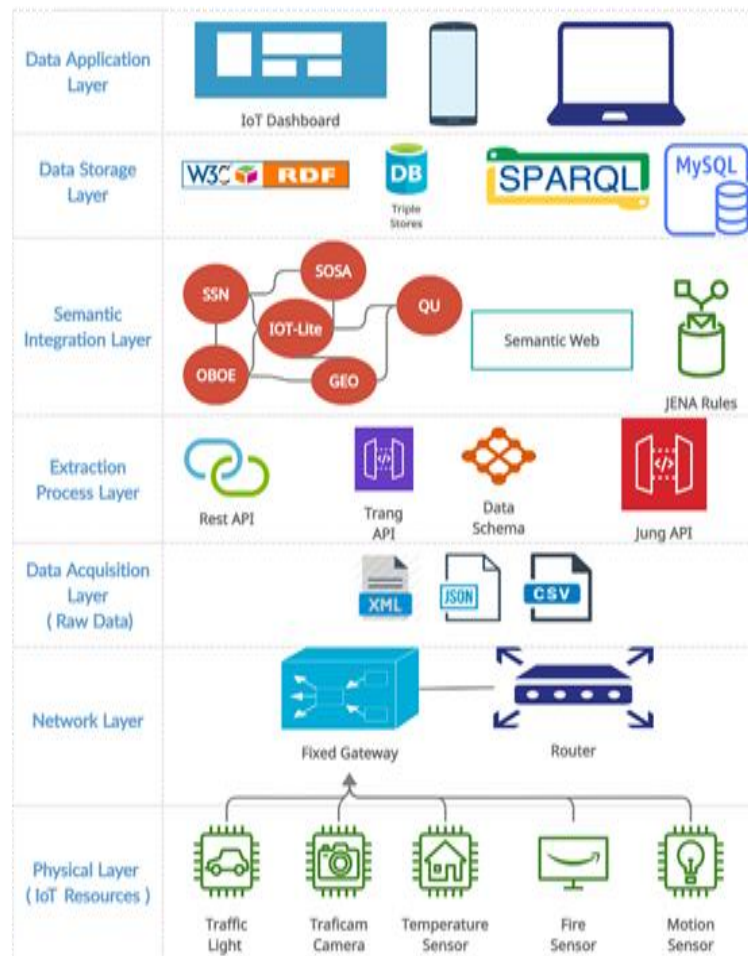 Data Application
Layer
IoT Dashboard
Data Storage
Layer
W3C RDF
DB
Triple
Stores
SPARQL
MySQL
Semantic
Integration Layer
SSN
SOSA
IOT-Lite
QU
OBOE
GEO
Semantic Web
JENA Rules
Extraction
Process Layer
Rest API
</>
Trang
API
Data
Schema
</>
Jung API
Data Acquisition
Layer
( Raw Data)
XML
JSON
CSV
Network Layer
Fixed Gateway
Router
Physical Layer
( IoT Resources )
Traffic
Light
Traficam
Camera
Temperature
Sensor
Fire
Sensor
Motion
Sensor